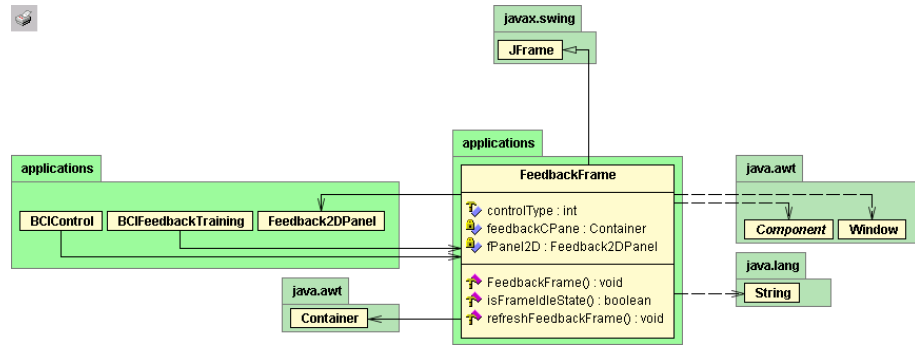 javax.swing
JFrame
applications
FeedbackFrame
controlType : int
feedbackCPane : Container
fPanel2D : Feedback2DPanel
FeedbackFrame() : void
isFrameIdleState() : boolean
refreshFeedbackFrame() : void
applications
BCIControl
BCIFeedbackTraining
Feedback2DPanel
java.awt
Component
Window
java.lang
String
java.awt
Container